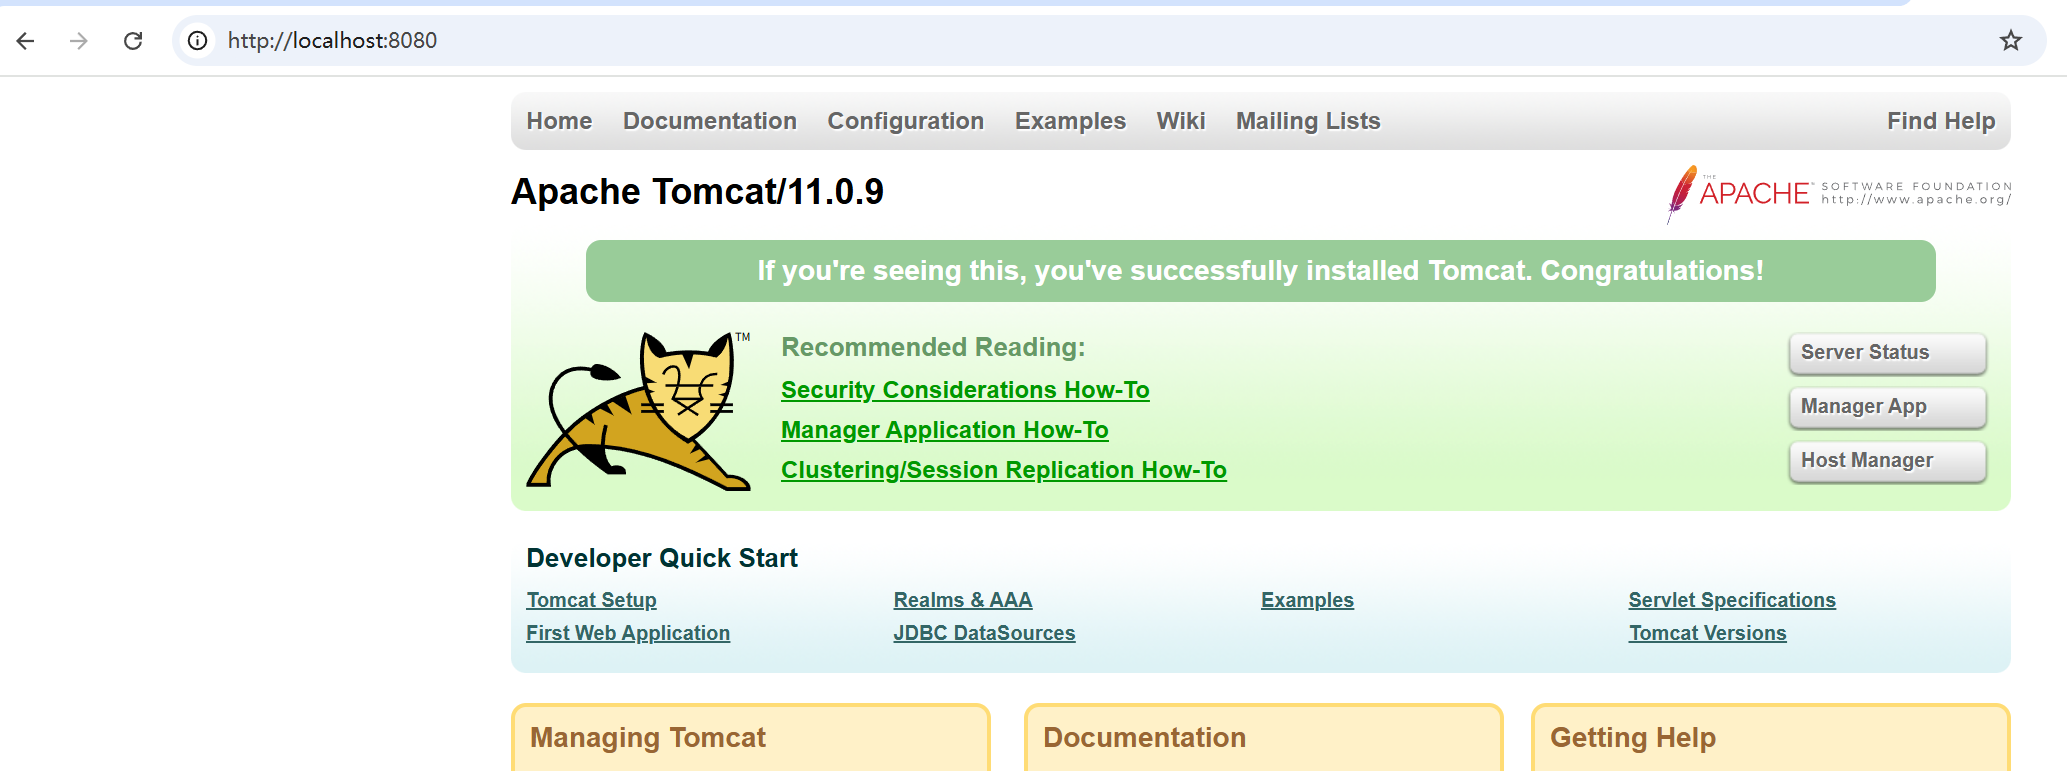 http://localhost:8080
Home Documentation Configuration Examples Wiki Mailing Lists Find Help
Apache Tomcat/11.0.9
THE APACHE™ SOFTWARE FOUNDATION
http://www.apache.org/
If you're seeing this, you've successfully installed Tomcat. Congratulations!
TM
Recommended Reading:
Security Considerations How-To
Manager Application How-To
Clustering/Session Replication How-To
Server Status
Manager App
Host Manager
Developer Quick Start
Tomcat Setup Realms & AAA Examples Servlet Specifications
First Web Application JDBC DataSources Tomcat Versions
Managing Tomcat Documentation Getting Help